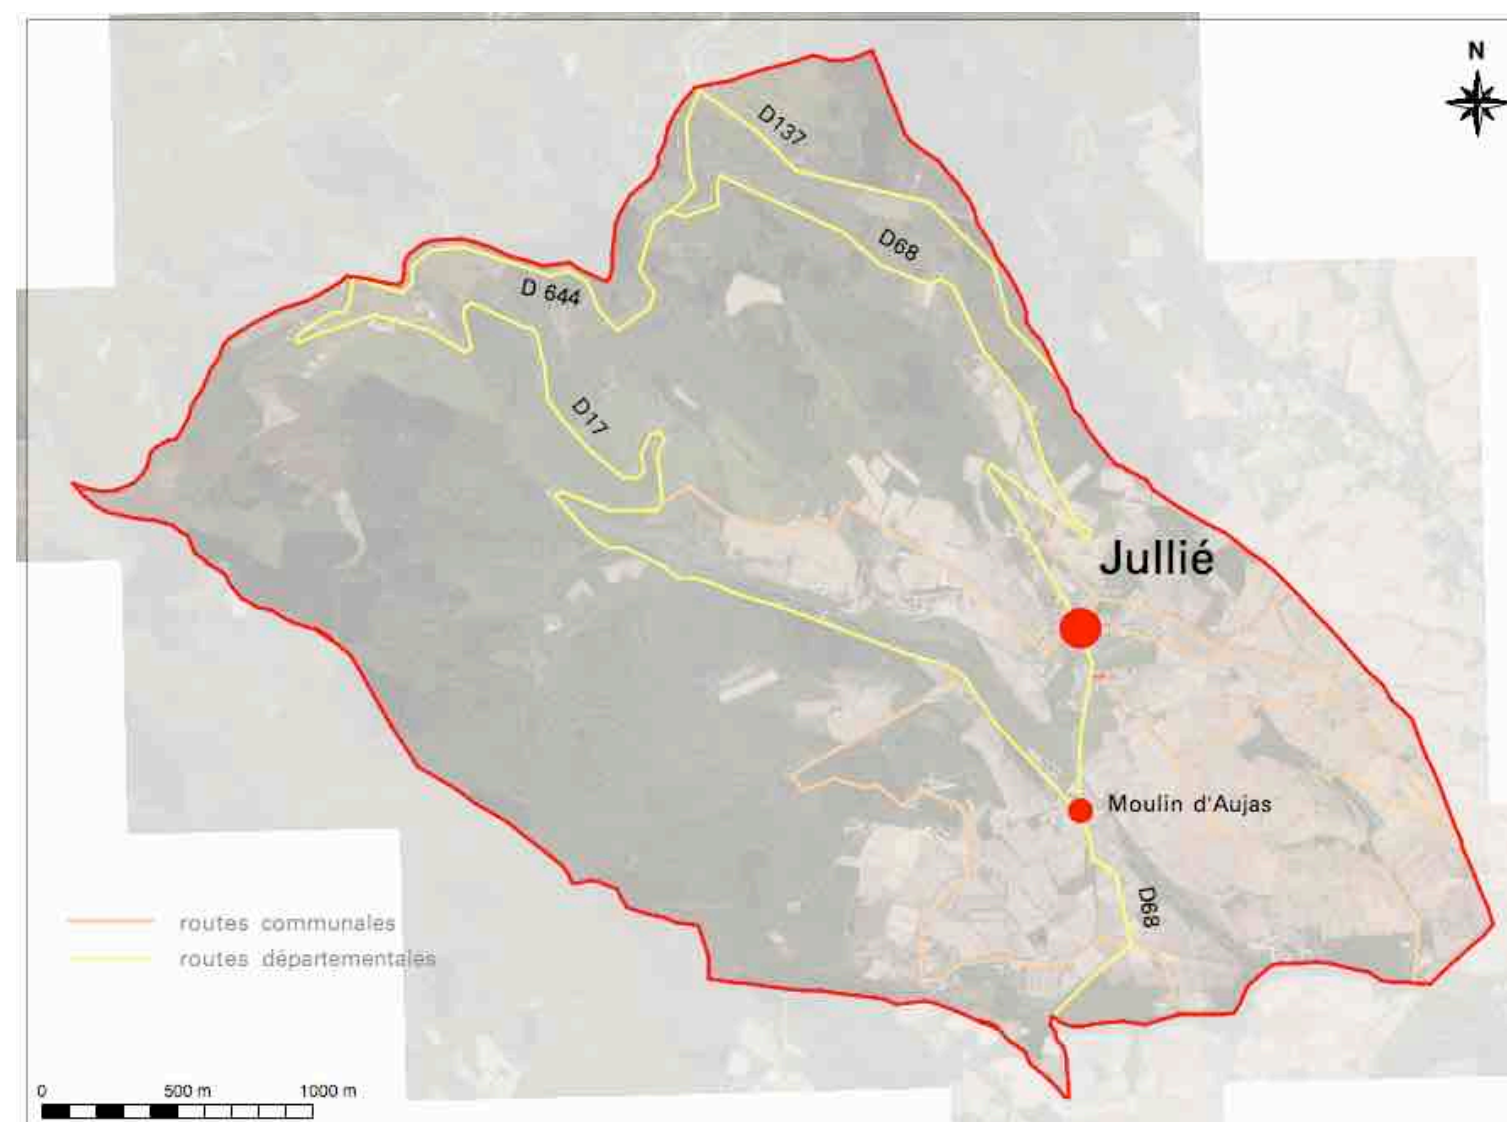 N
D137
D68
D 644
D17
Jullié
Moulin d'Aujas
D68
routes communales
routes départementales
0 500 m 1000 m